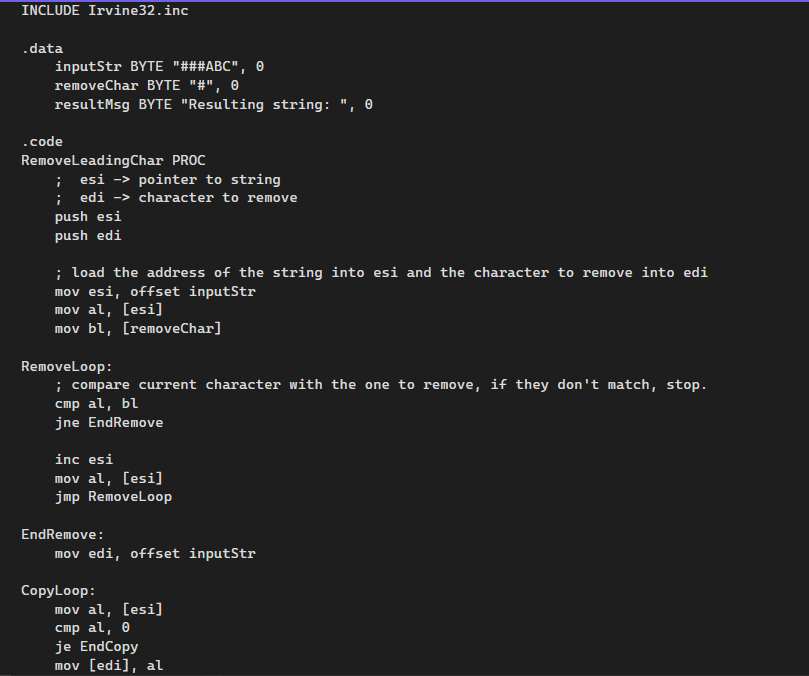 INCLUDE Irvine32.inc
.data
inputStr BYTE "###ABC", 0
removeChar BYTE "#", 0
resultMsg BYTE "Resulting string: ", 0
.code
RemoveLeadingChar PROC
;  esi -> pointer to string
;  edi -> character to remove
push esi
push edi
; load the address of the string into esi and the character to remove into edi
mov esi, offset inputStr
mov al, [esi]
mov bl, [removeChar]
RemoveLoop:
; compare current character with the one to remove, if they don't match, stop.
cmp al, bl
jne EndRemove
inc esi
mov al, [esi]
jmp RemoveLoop
EndRemove:
mov edi, offset inputStr
CopyLoop:
mov al, [esi]
cmp al, 0
je EndCopy
mov [edi], al